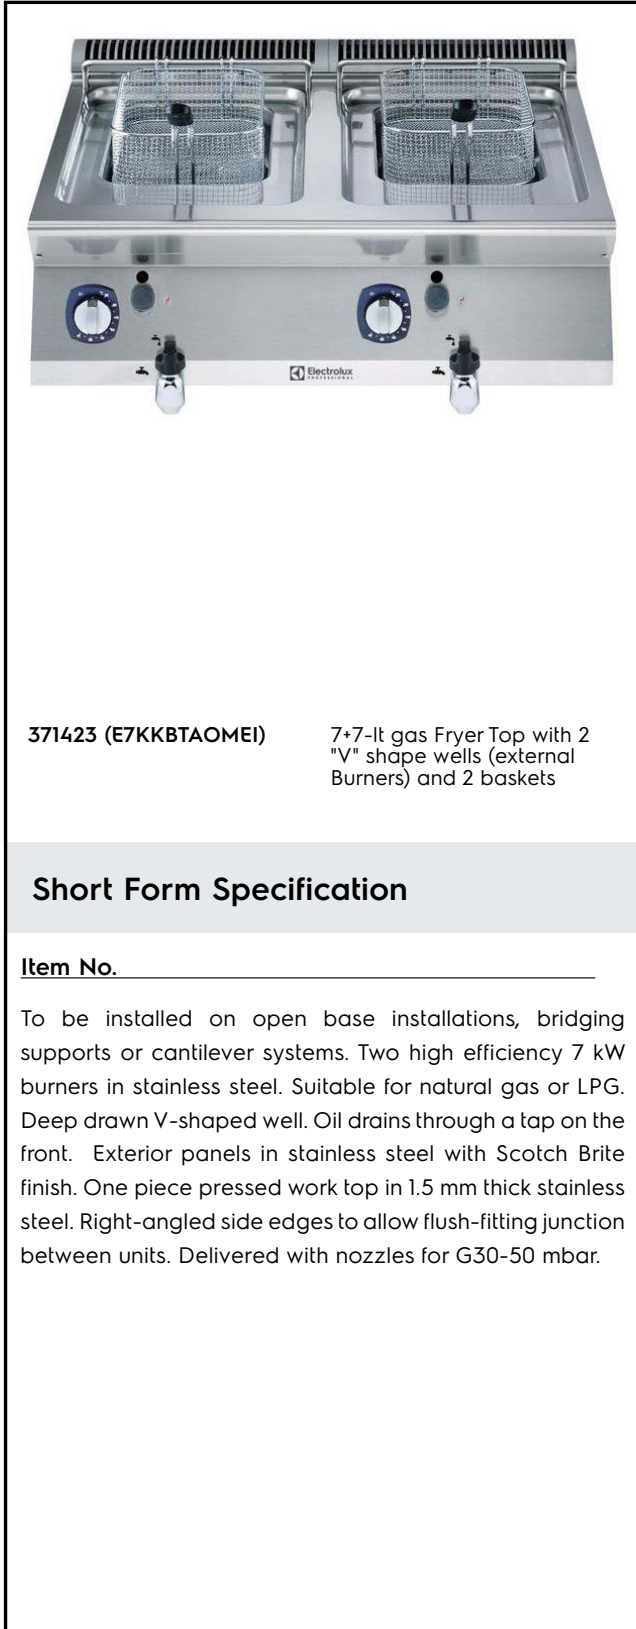 Electrolux
PROFESSIONAL
371423 (E7KKBTAOMEI)
7+7-lt gas Fryer Top with 2
"V" shape wells (external
Burners) and 2 baskets
Short Form Specification
Item No.
To be installed on open base installations, bridging
supports or cantilever systems. Two high efficiency 7 kW
burners in stainless steel. Suitable for natural gas or LPG.
Deep drawn V-shaped well. Oil drains through a tap on the
front. Exterior panels in stainless steel with Scotch Brite
finish. One piece pressed work top in 1.5 mm thick stainless
steel. Right-angled side edges to allow flush-fitting junction
between units. Delivered with nozzles for G30-50 mbar.